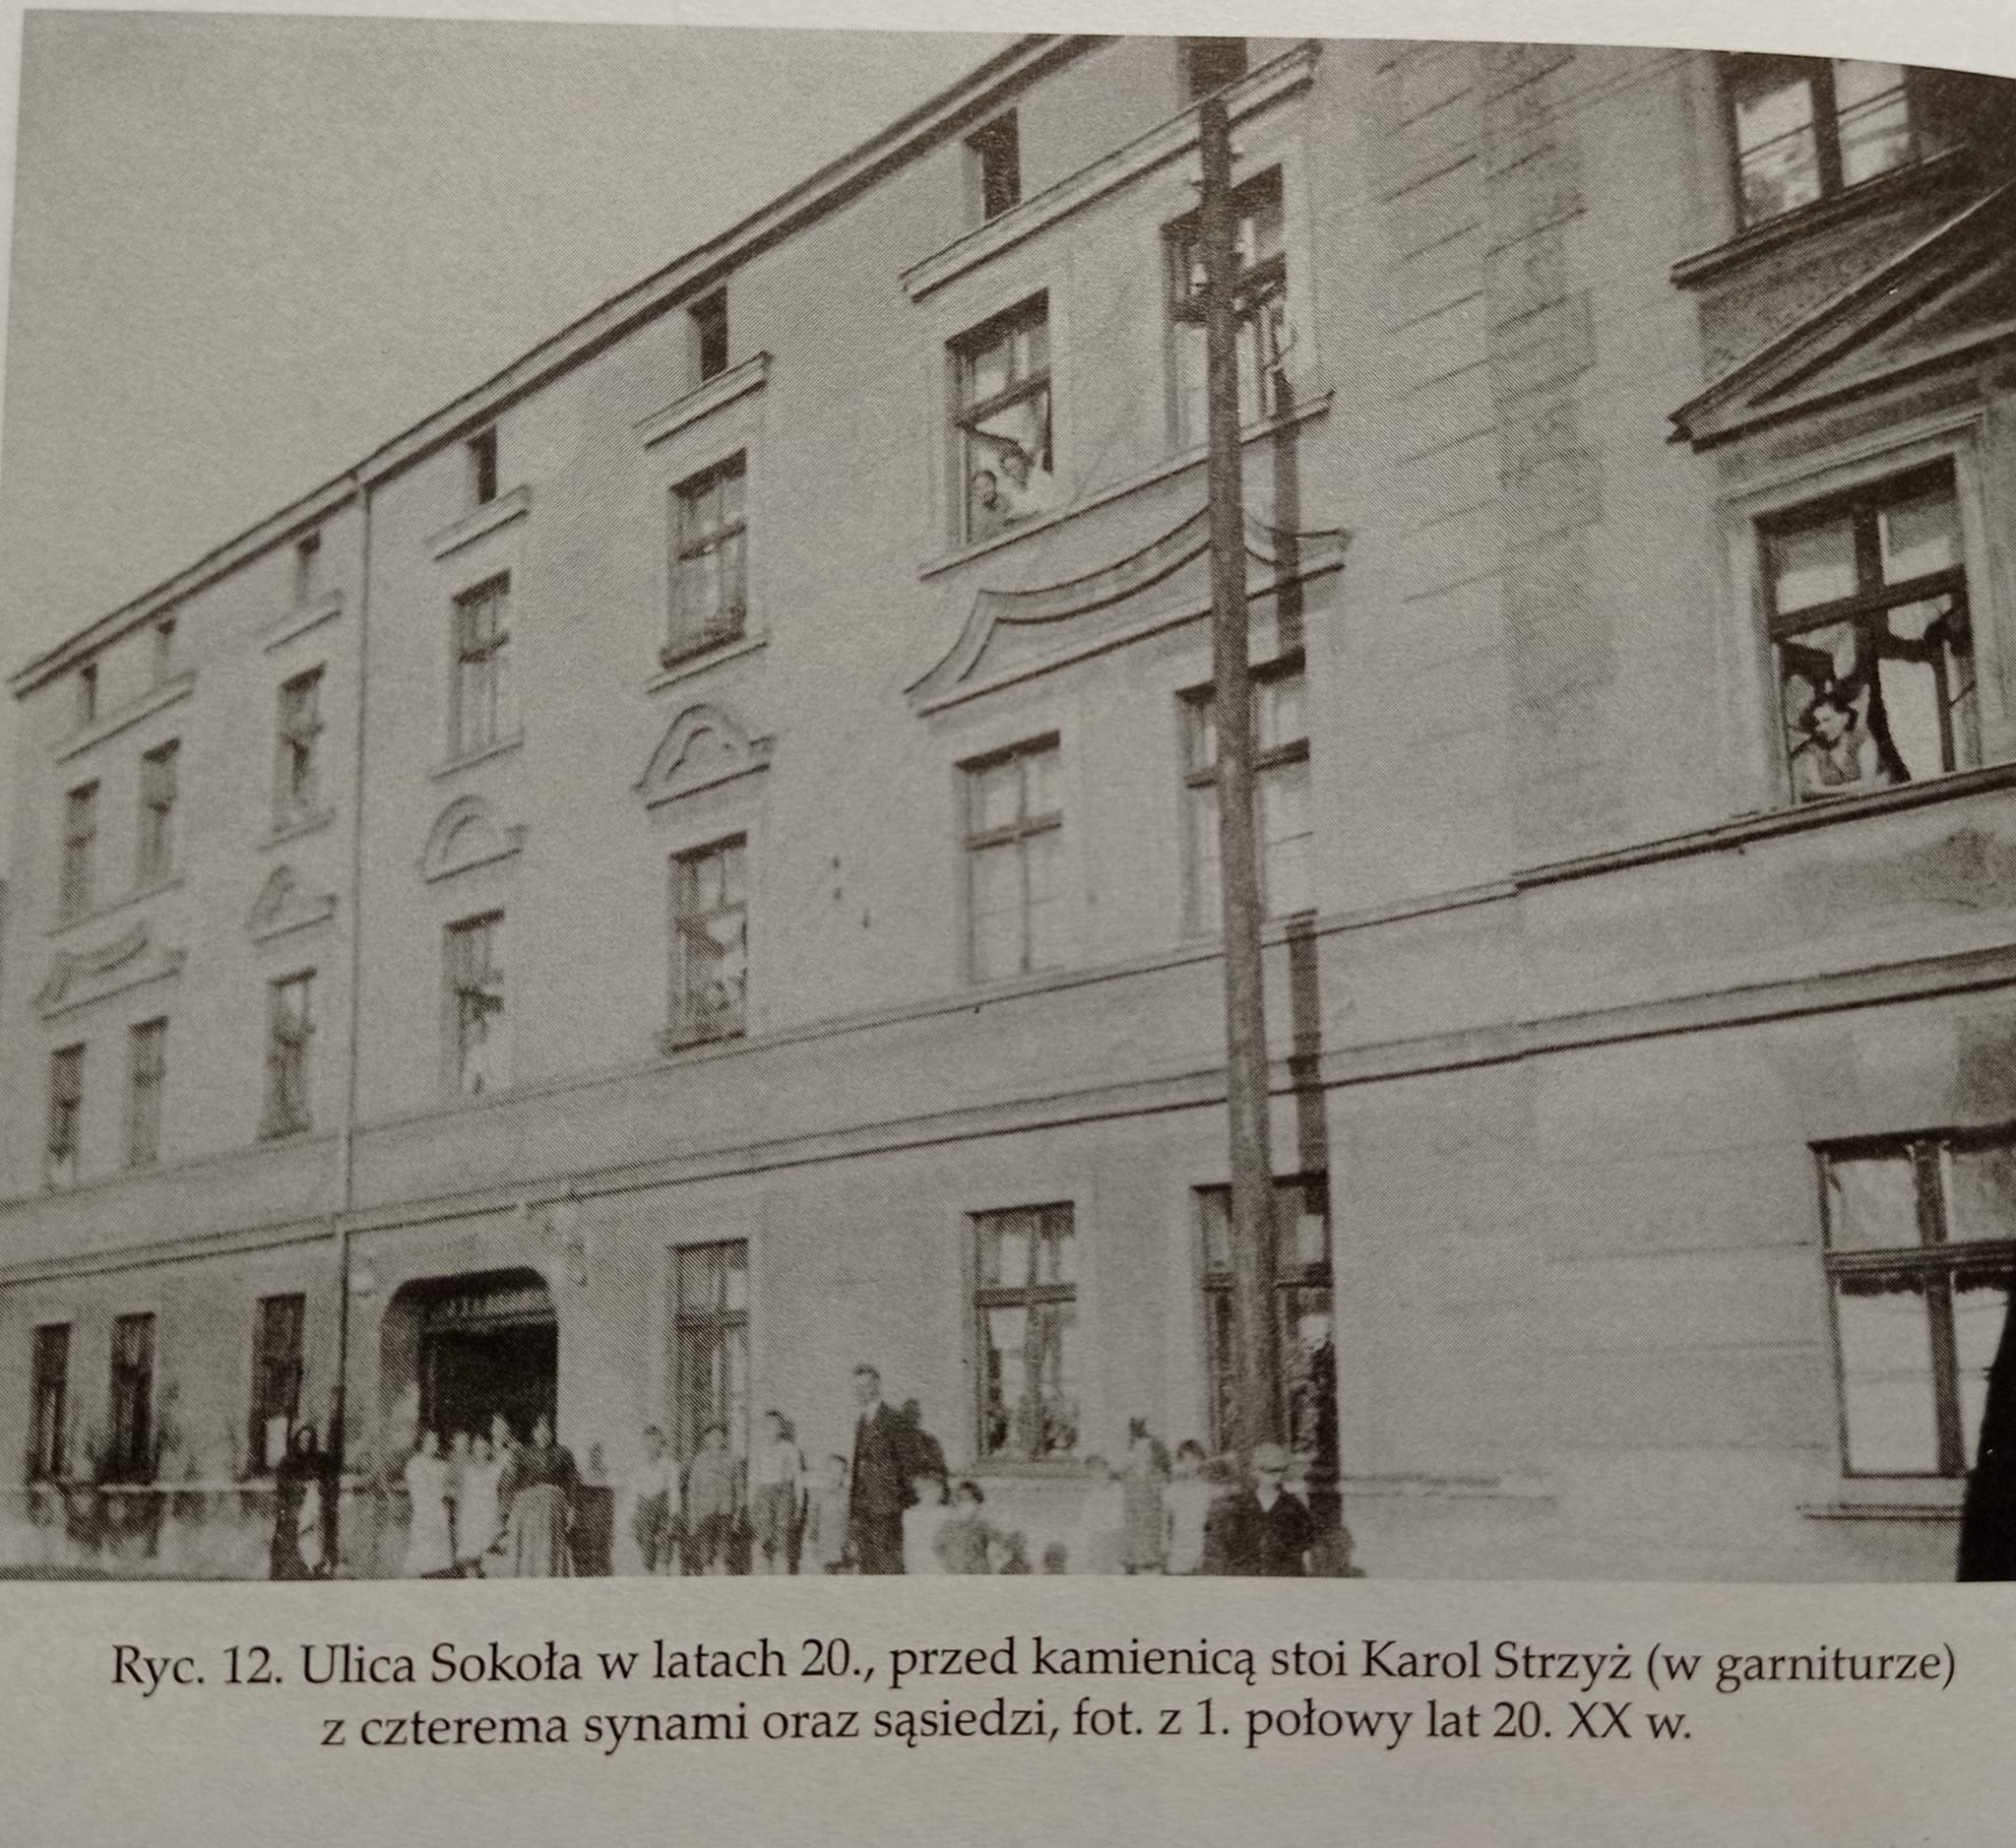 Ryc. 12. Ulica Sokoła w latach 20., przed kamienicą stoi Karol Strzyż (w garniturze)
z czterema synami oraz sąsiedzi, fot. z 1. połowy lat 20. XX w.